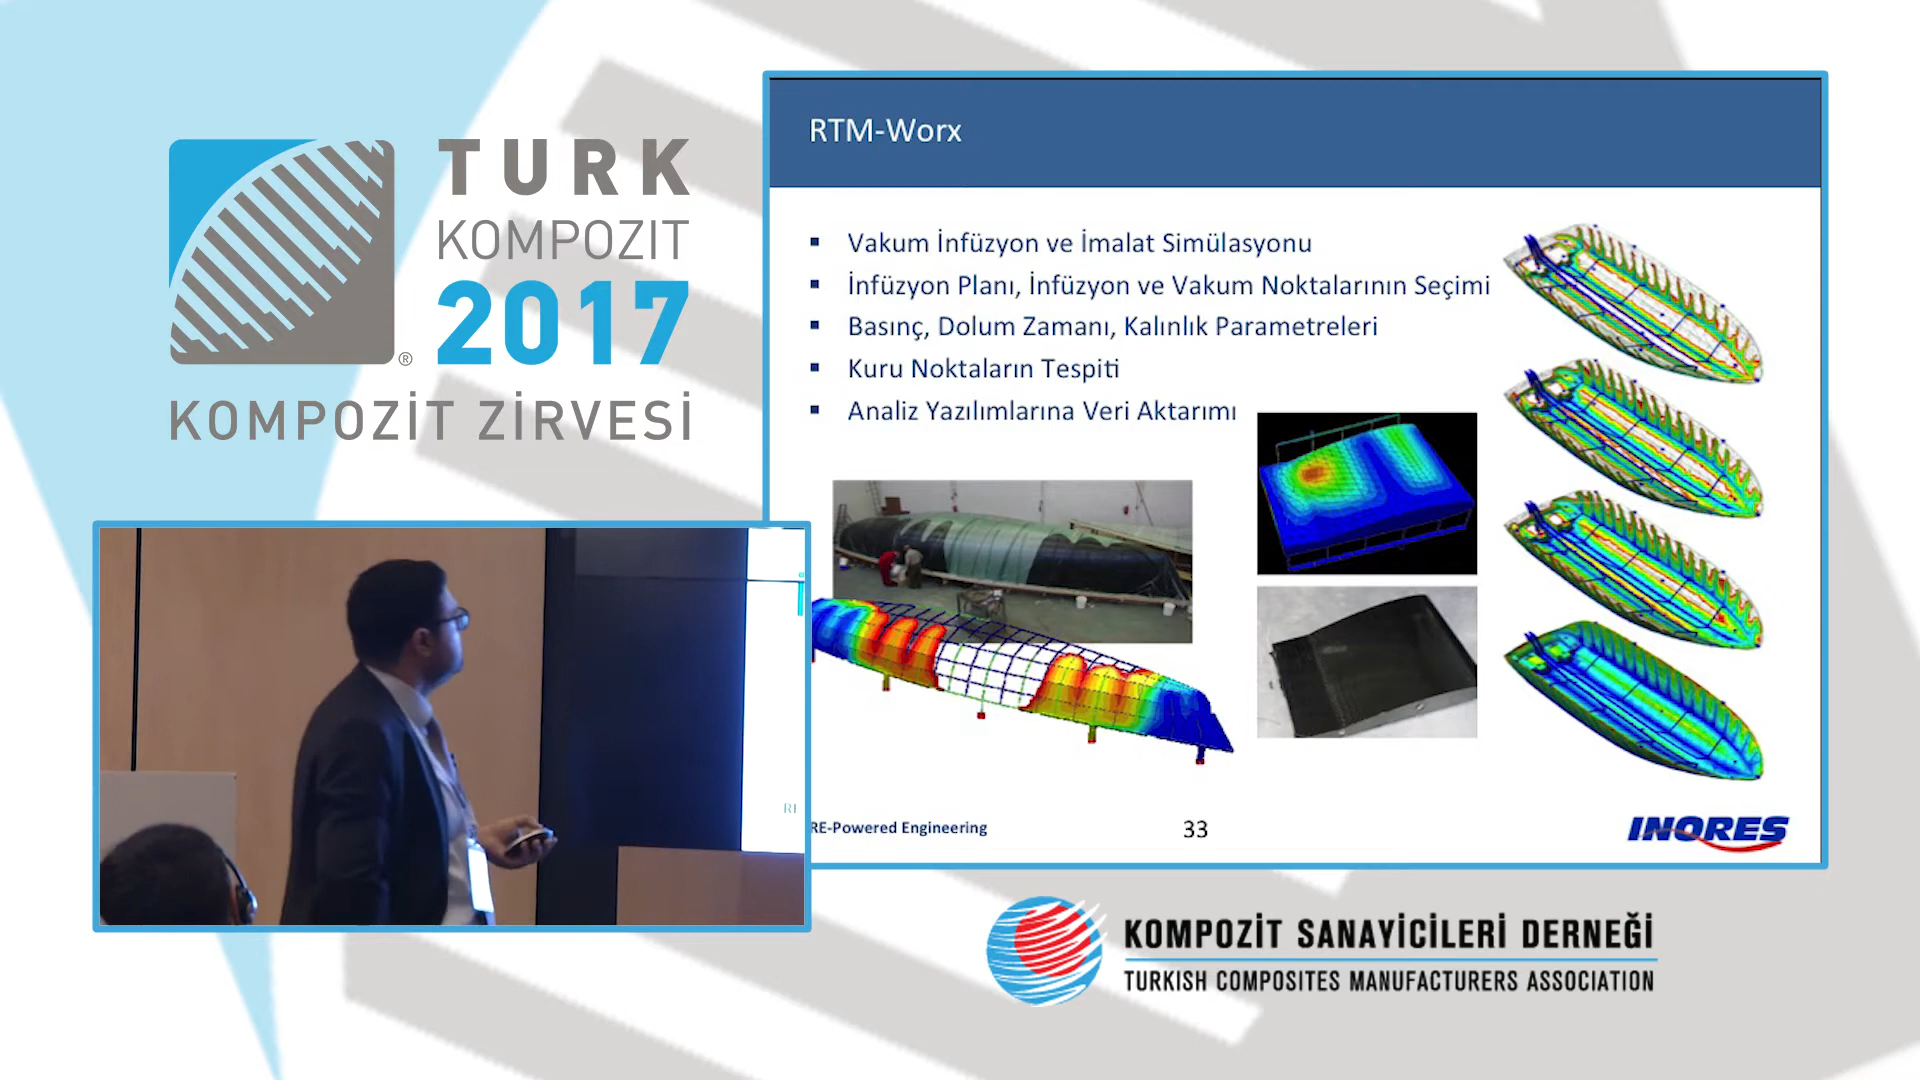 TURK
KOMPOZIT
2017
®
KOMPOZİT ZİRVESİ
RTM-Worx
▪ Vakum İnfüzyon ve İmalat Simülasyonu
▪ İnfüzyon Planı, İnfüzyon ve Vakum Noktalarının Seçimi
▪ Basınç, Dolum Zamanı, Kalınlık Parametreleri
▪ Kuru Noktaların Tespiti
▪ Analiz Yazılımlarına Veri Aktarımı
RE-Powered Engineering
33
INORES
KOMPOZİT SANAYİCİLERİ DERNEĞİ
TURKISH COMPOSITES MANUFACTURERS ASSOCIATION